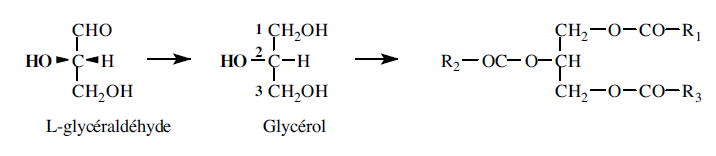 CHO 1 CH₂OH CH₂—O—CO—R₁
HO C H HO 2 C—H R₂—OC—O—CH
CH₂OH 3 CH₂OH CH₂—O—CO—R₃
L-glycéraldéhyde Glycérol